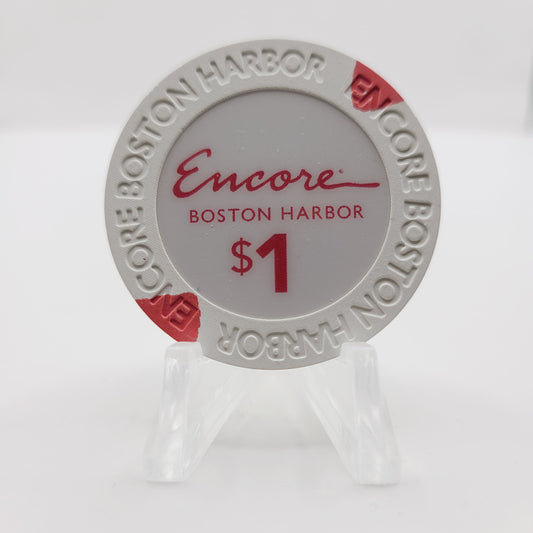 Encore
BOSTON HARBOR
$1
ENCORE BOSTON HARBOR
ENCORE BOSTON HARBOR